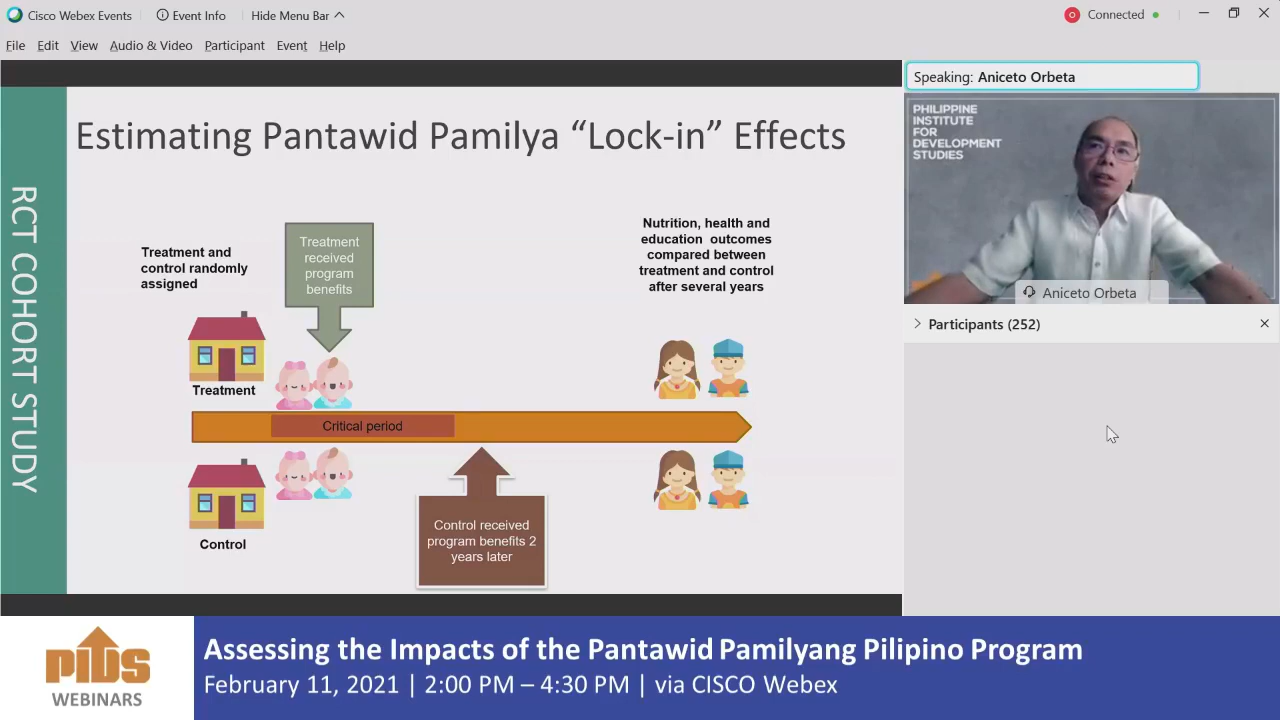 Cisco Webex Events
Event Info
Hide Menu Bar
Connected
File Edit View Audio & Video Participant Event Help
Speaking: Aniceto Orbeta
PHILIPPINE
INSTITUTE
FOR
DEVELOPMENT
STUDIES
Aniceto Orbeta
Participants (252)
RCT COHORT STUDY
Estimating Pantawid Pamilya “Lock-in” Effects
Treatment and
control randomly
assigned
Treatment
received
program
benefits
Nutrition, health and
education outcomes
compared between
treatment and control
after several years
Treatment
Critical period
Control
Control received
program benefits 2
years later
PIDS
WEBINARS
Assessing the Impacts of the Pantawid Pamilyang Pilipino Program
February 11, 2021 | 2:00 PM – 4:30 PM | via CISCO Webex